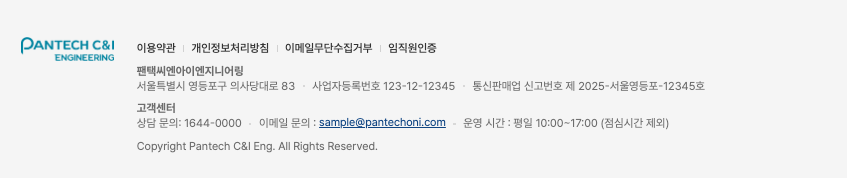 PANTECH C&I
ENGINEERING
이용약관 | 개인정보처리방침 | 이메일무단수집거부 | 임직원인증
팬택씨앤아이엔지니어링
서울특별시 영등포구 의사당대로 83 · 사업자등록번호 123-12-12345 · 통신판매업 신고번호 제 2025-서울영등포-12345호
고객센터
상담 문의: 1644-0000 · 이메일 문의 : sample@pantechoni.com · 운영 시간 : 평일 10:00~17:00 (점심시간 제외)
Copyright Pantech C&I Eng. All Rights Reserved.